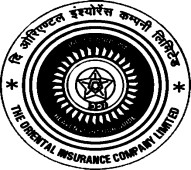 दि ओरिएण्टल इंश्योरेंस कम्पनी लिमिटेड
THE ORIENTAL INSURANCE COMPANY LIMITED